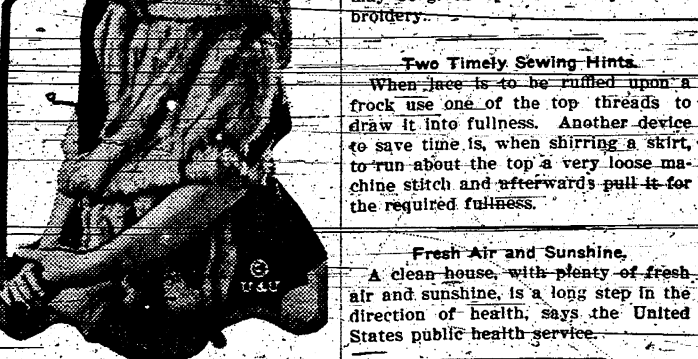 broidery.
Two Timely Sewing Hints.
When lace is to be ruffled upon a
frock use one of the top threads to
draw it into fullness. Another device
to save time is, when shirring a skirt,
to run about the top a very loose ma-
chine stitch and afterwards pull it for
the required fullness.
Fresh Air and Sunshine.
A clean house, with plenty of fresh
air and sunshine, is a long step in the
direction of health, says the United
States public health service.
©
U & U